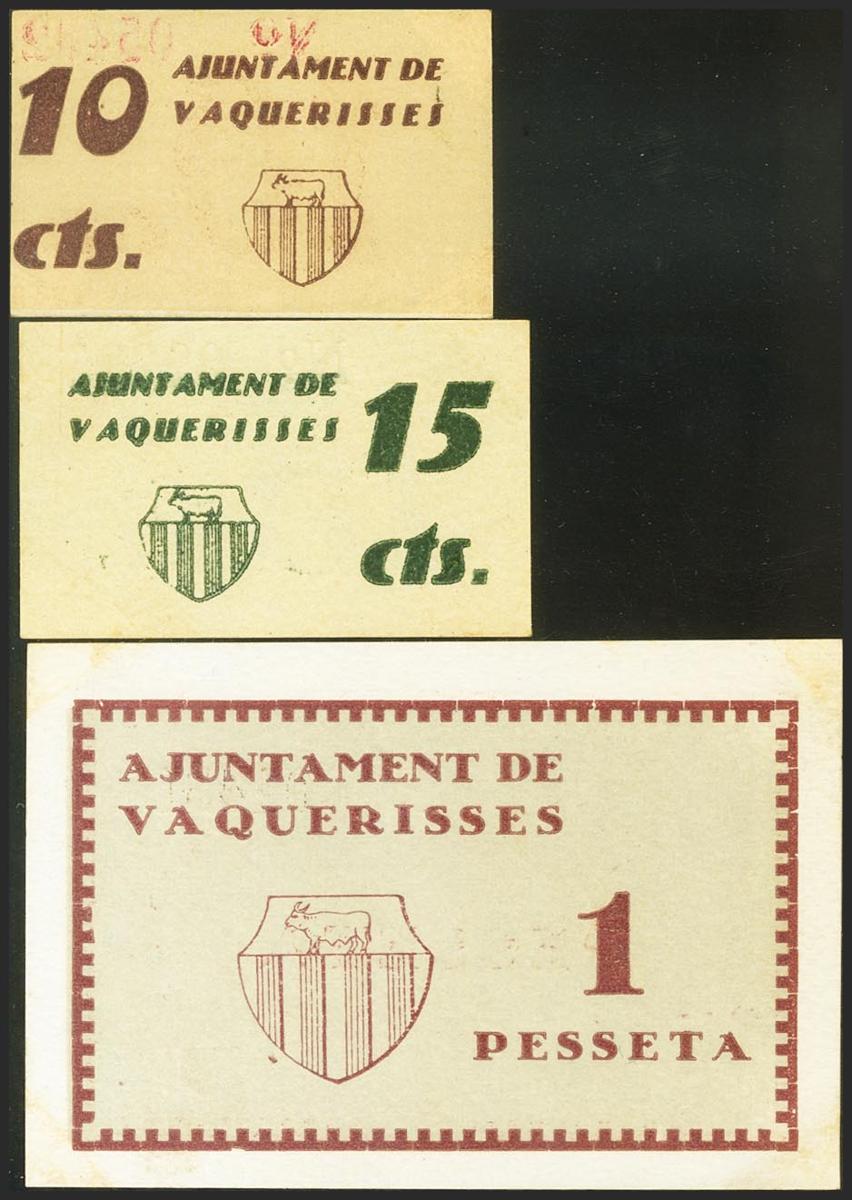 10
cts.
AJUNTAMENT DE
VAQUERISSES
AJUNTAMENT DE
VAQUERISSES
15
cts.
AJUNTAMENT DE
VAQUERISSES
1
PESSETA